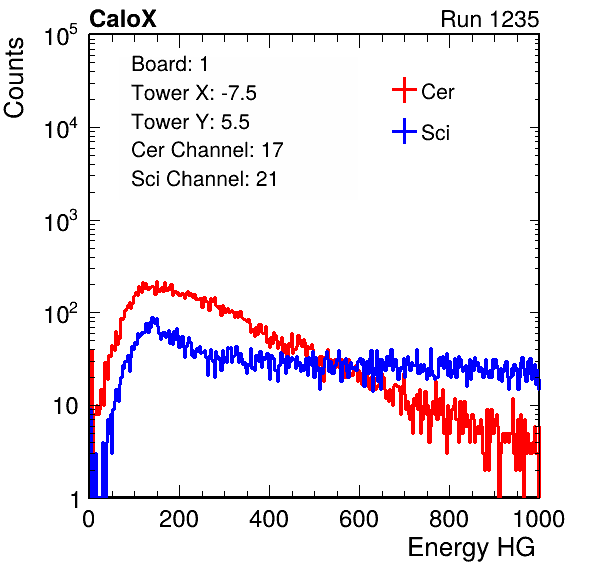 CaloX Run 1235
Counts
Board: 1
Tower X: -7.5
Tower Y: 5.5
Cer Channel: 17
Sci Channel: 21
Cer
Sci
10^5
10^4
10^3
10^2
10
1
0 200 400 600 800 1000
Energy HG